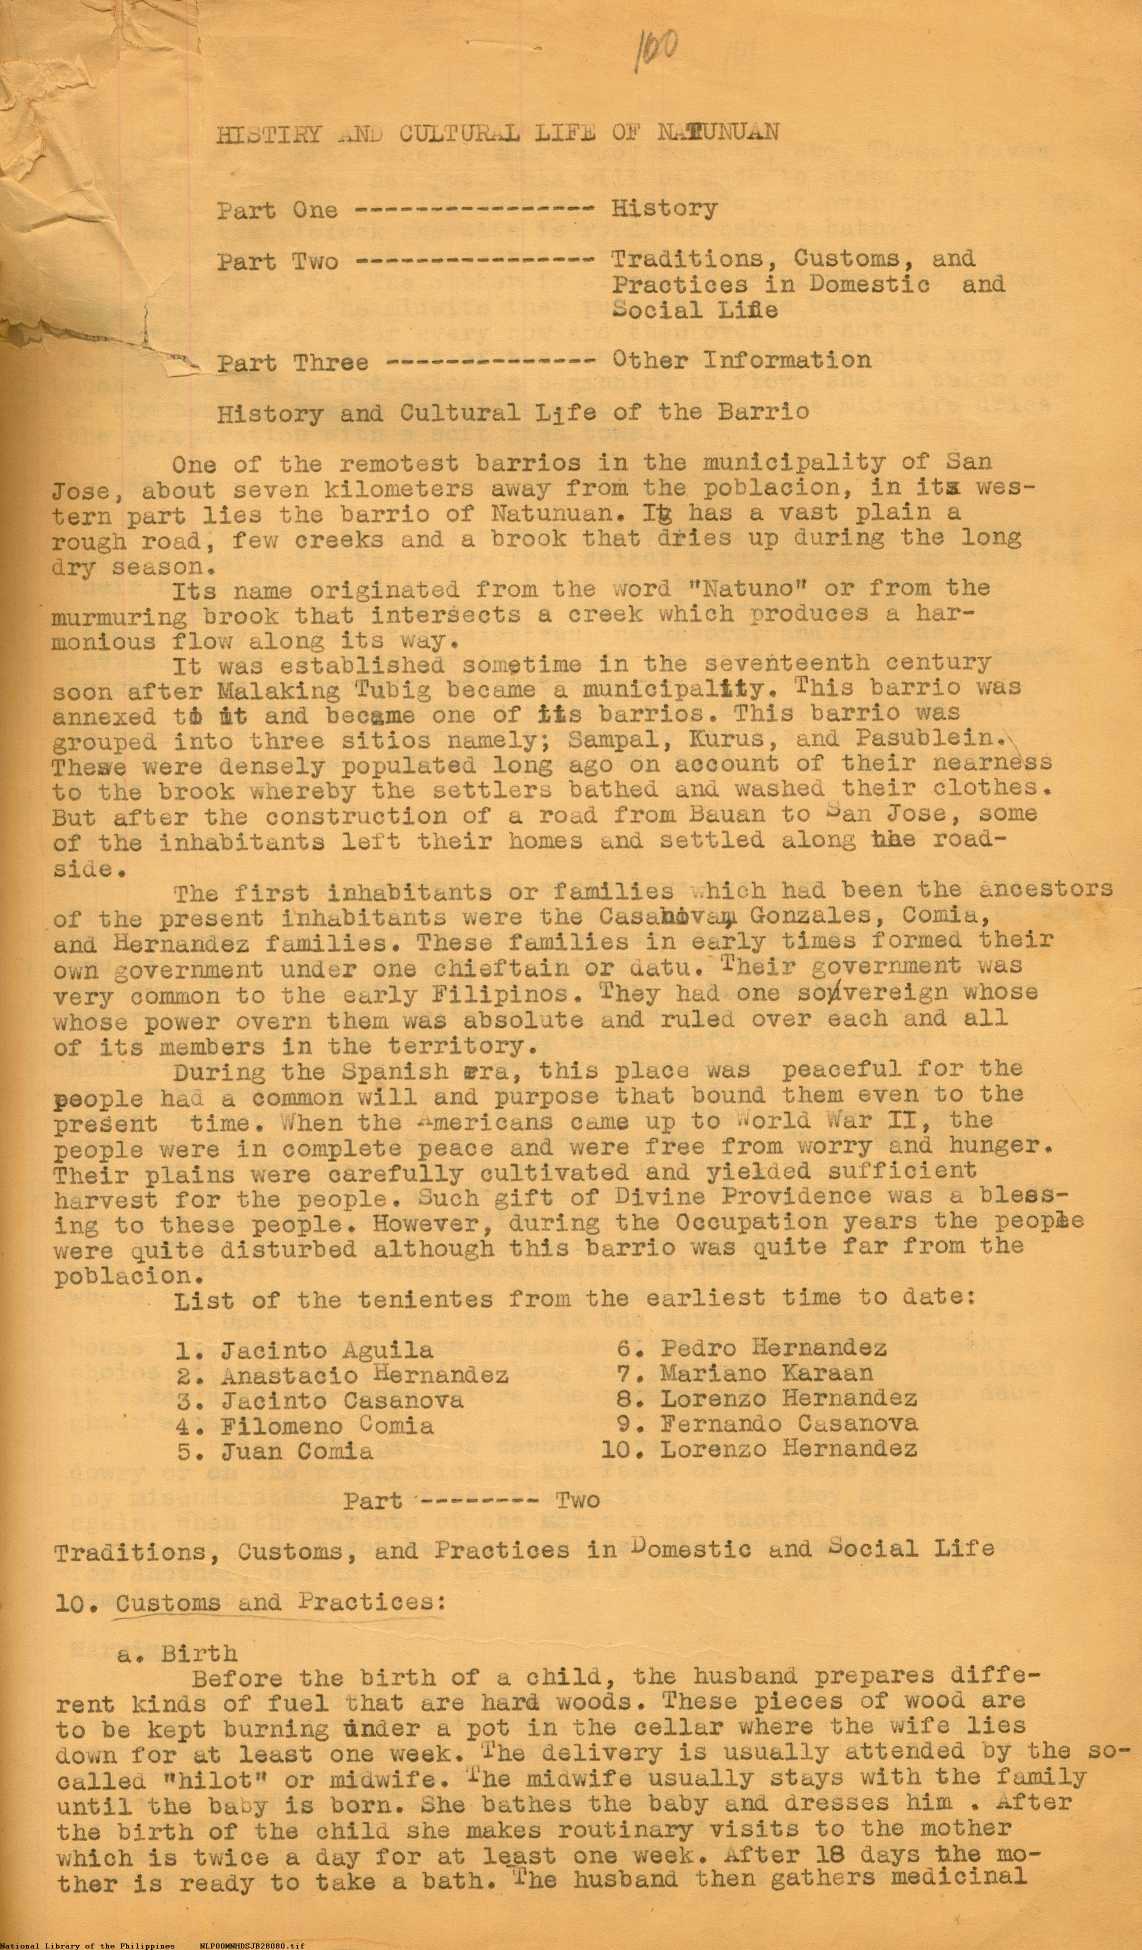 100
HISTIRY AND CULTURAL LIFE OF NATUNUAN
Part One ---------------- History
Part Two ---------------- Traditions, Customs, and
Practices in Domestic and
Social Life
Part Three -------------- Other Information
History and Cultural Life of the Barrio
One of the remotest barrios in the municipality of San
Jose, about seven kilometers away from the poblacion, in its wes-
tern part lies the barrio of Natunuan. It has a vast plain a
rough road, few creeks and a brook that dries up during the long
dry season.
Its name originated from the word "Natuno" or from the
murmuring brook that intersects a creek which produces a har-
monious flow along its way.
It was established sometime in the seventeenth century
soon after Malaking Tubig became a municipality. This barrio was
annexed to it and became one of its barrios. This barrio was
grouped into three sitios namely; Sampal, Kurus, and Pasublein.
These were densely populated long ago on account of their nearness
to the brook whereby the settlers bathed and washed their clothes.
But after the construction of a road from Bauan to San Jose, some
of the inhabitants left their homes and settled along the road-
side.
The first inhabitants or families which had been the ancestors
of the present inhabitants were the Casanova, Gonzales, Comia,
and Hernandez families. These families in early times formed their
own government under one chieftain or datu. Their government was
very common to the early Filipinos. They had one sovereign whose
whose power overn them was absolute and ruled over each and all
of its members in the territory.
During the Spanish era, this place was peaceful for the
people had a common will and purpose that bound them even to the
present time. When the Americans came up to World War II, the
people were in complete peace and were free from worry and hunger.
Their plains were carefully cultivated and yielded sufficient
harvest for the people. Such gift of Divine Providence was a bless-
ing to these people. However, during the Occupation years the people
were quite disturbed although this barrio was quite far from the
poblacion.
List of the tenientes from the earliest time to date:
1. Jacinto Aguila 6. Pedro Hernandez
2. Anastacio Hernandez 7. Mariano Karaan
3. Jacinto Casanova 8. Lorenzo Hernandez
4. Filomeno Comia 9. Fernando Casanova
5. Juan Comia 10. Lorenzo Hernandez
Part --------- Two
Traditions, Customs, and Practices in Domestic and Social Life
10. Customs and Practices:
a. Birth
Before the birth of a child, the husband prepares diffe-
rent kinds of fuel that are hard woods. These pieces of wood are
to be kept burning under a pot in the cellar where the wife lies
down for at least one week. The delivery is usually attended by the so-
called "hilot" or midwife. The midwife usually stays with the family
until the baby is born. She bathes the baby and dresses him . After
the birth of the child she makes routinary visits to the mother
which is twice a day for at least one week. After 18 days the mo-
ther is ready to take a bath. The husband then gathers medicinal
National Library of the Philippines NLPOOMNHDSJB28080.tif